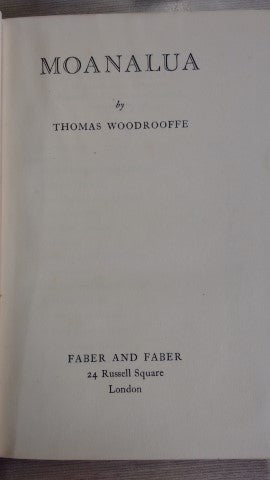 MOANALUA
by
THOMAS WOODROOFFE
FABER AND FABER
24 Russell Square
London